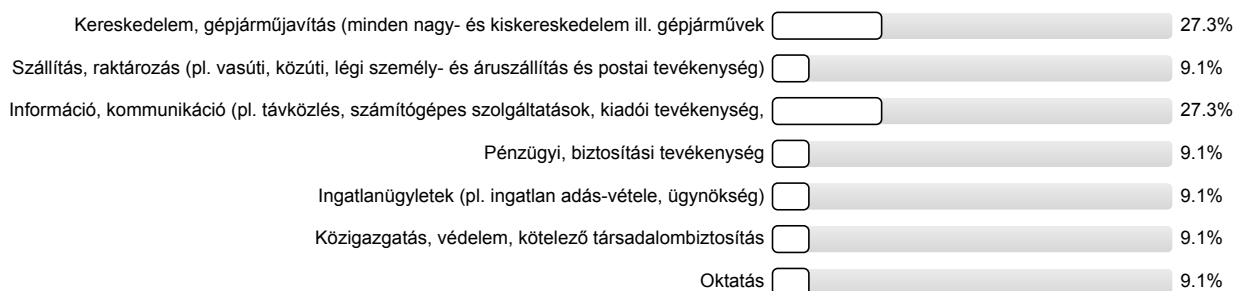 Kereskedelem, gépjárműjavítás (minden nagy- és kiskereskedelem ill. gépjárművek 27.3%
Szállítás, raktározás (pl. vasúti, közúti, légi személy- és áruszállítás és postai tevékenység) 9.1%
Információ, kommunikáció (pl. távközlés, számítógépes szolgáltatások, kiadói tevékenység, 27.3%
Pénzügyi, biztosítási tevékenység 9.1%
Ingatlanügyletek (pl. ingatlan adás-vétele, ügynökség) 9.1%
Közigazgatás, védelem, kötelező társadalombiztosítás 9.1%
Oktatás 9.1%